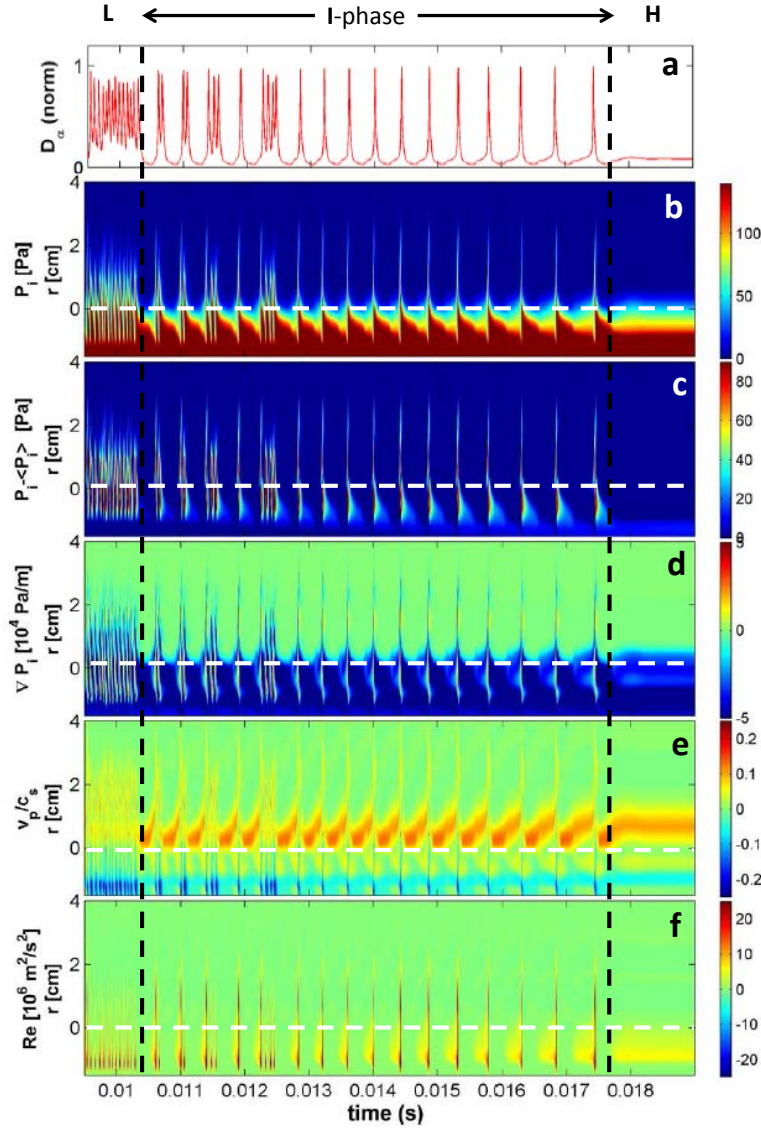 L I-phase H
a
D_α (norm)
1
0
b
P_i [Pa]
r [cm]
4
2
0
100
50
0
c
P_i-<P_i> [Pa]
r [cm]
4
2
0
80
60
40
20
0
d
∇ P_i [10^4 Pa/m]
r [cm]
4
2
0
5
0
-5
e
v_p/c_s
r [cm]
4
2
0
0.2
0.1
0
-0.1
-0.2
f
Re [10^6 m^2/s^2]
r [cm]
4
2
0
20
10
0
-10
-20
0.01 0.011 0.012 0.013 0.014 0.015 0.016 0.017 0.018
time (s)